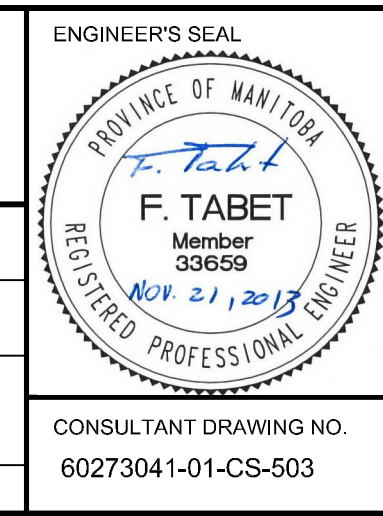 ENGINEER'S SEAL
PROVINCE OF MANITOBA
F. Tabet
F. TABET
Member
33659
NOV. 21, 2013
REGISTERED PROFESSIONAL ENGINEER
CONSULTANT DRAWING NO.
60273041-01-CS-503